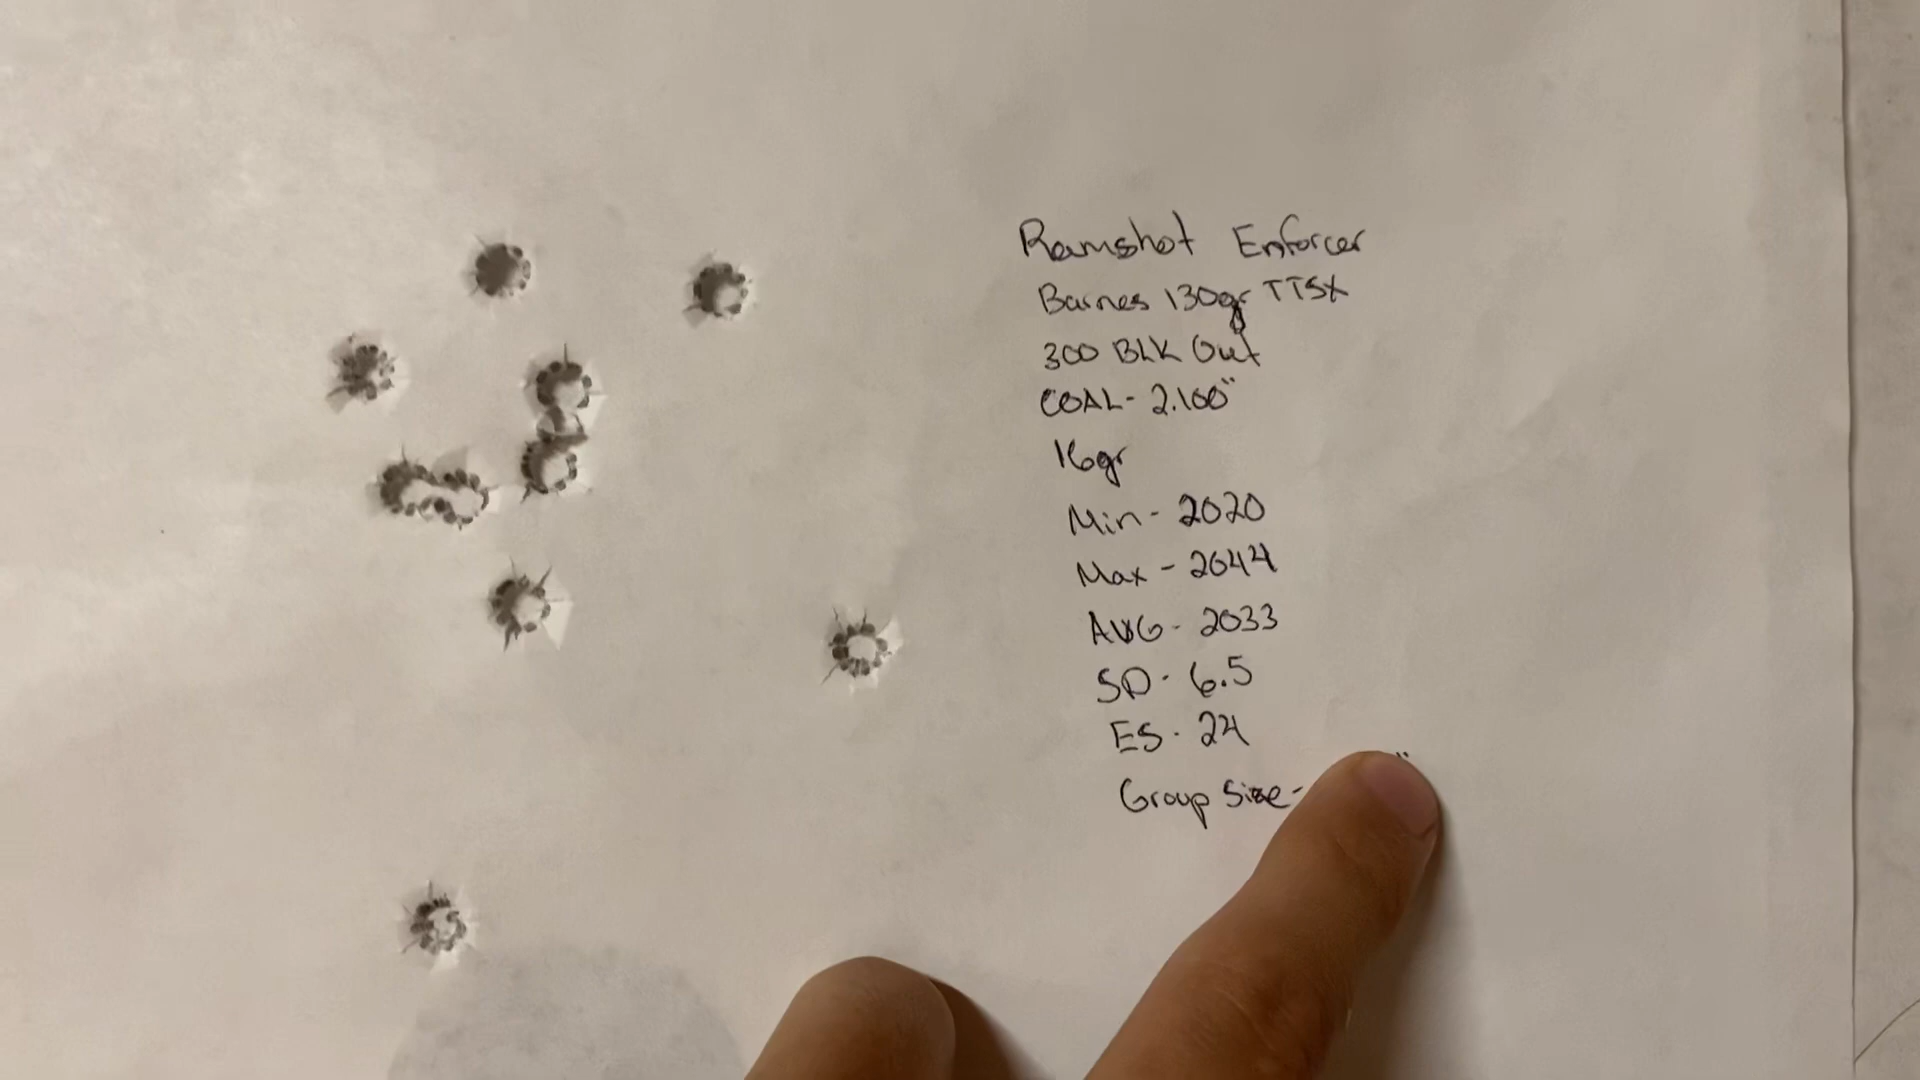 Ramshot Enforcer
Barnes 130gr TTSX
300 BLK Out
COAL- 2.100"
16gr
Min - 2020
Max - 2044
AVG - 2033
SD - 6.5
ES - 24
Group Size - "